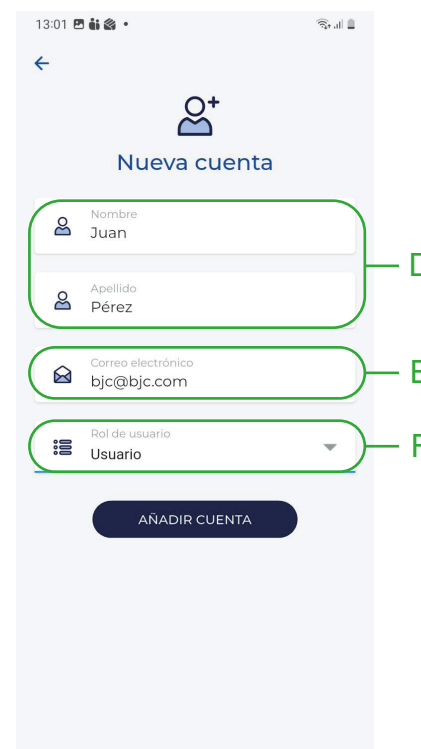 13:01
Nueva cuenta
Nombre
Juan
Apellido
Pérez
Correo electrónico
bjc@bjc.com
Rol de usuario
Usuario
AÑADIR CUENTA